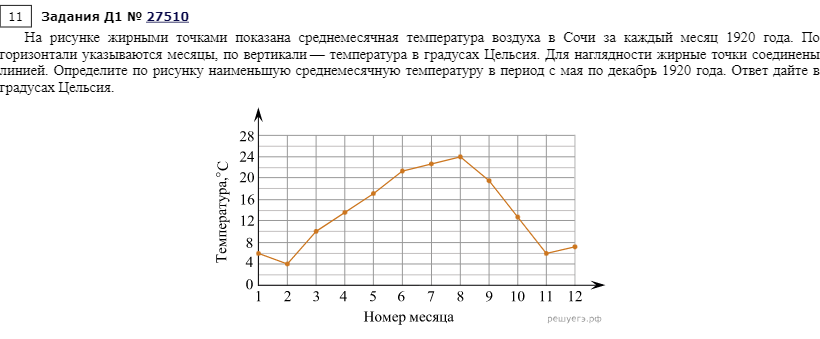 11 Задания Д1 № 27510
На рисунке жирными точками показана среднемесячная температура воздуха в Сочи за каждый месяц 1920 года. По
горизонтали указываются месяцы, по вертикали — температура в градусах Цельсия. Для наглядности жирные точки соединены
линией. Определите по рисунку наименьшую среднемесячную температуру в период с мая по декабрь 1920 года. Ответ дайте в
градусах Цельсия.
Температура,°C
28
24
20
16
12
8
4
0
1 2 3 4 5 6 7 8 9 10 11 12
Номер месяца
решуегэ.рф